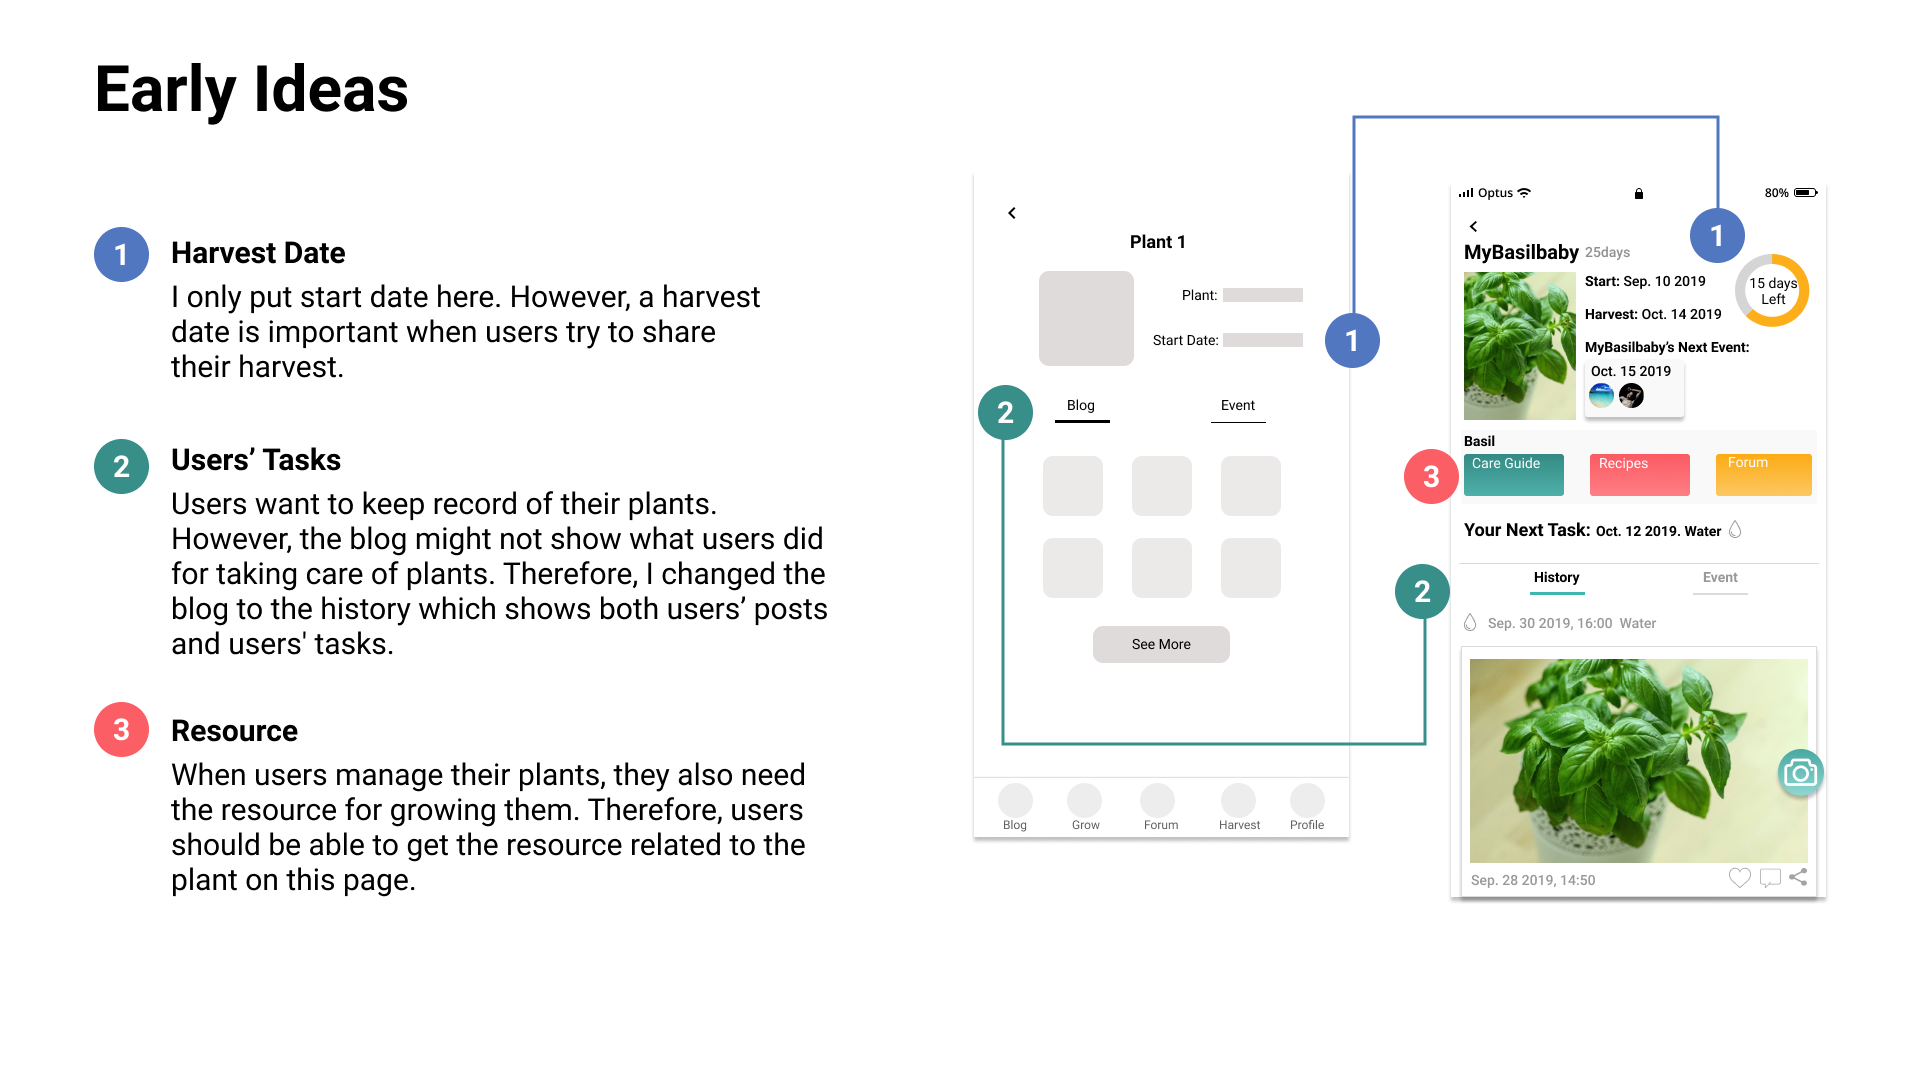 Early Ideas
1
Harvest Date
I only put start date here. However, a harvest
date is important when users try to share
their harvest.
2
Users’ Tasks
Users want to keep record of their plants.
However, the blog might not show what users did
for taking care of plants. Therefore, I changed the
blog to the history which shows both users’ posts
and users' tasks.
3
Resource
When users manage their plants, they also need
the resource for growing them. Therefore, users
should be able to get the resource related to the
plant on this page.
Plant 1
Plant:
Start Date:
1
2
Blog
Event
See More
Blog
Grow
Forum
Harvest
Profile
Optus
80%
1
MyBasilbaby 25days
Start: Sep. 10 2019
15 days
Left
Harvest: Oct. 14 2019
MyBasilbaby’s Next Event:
Oct. 15 2019
Basil
3
Care Guide
Recipes
Forum
Your Next Task: Oct. 12 2019. Water
2
History
Event
Sep. 30 2019, 16:00 Water
Sep. 28 2019, 14:50